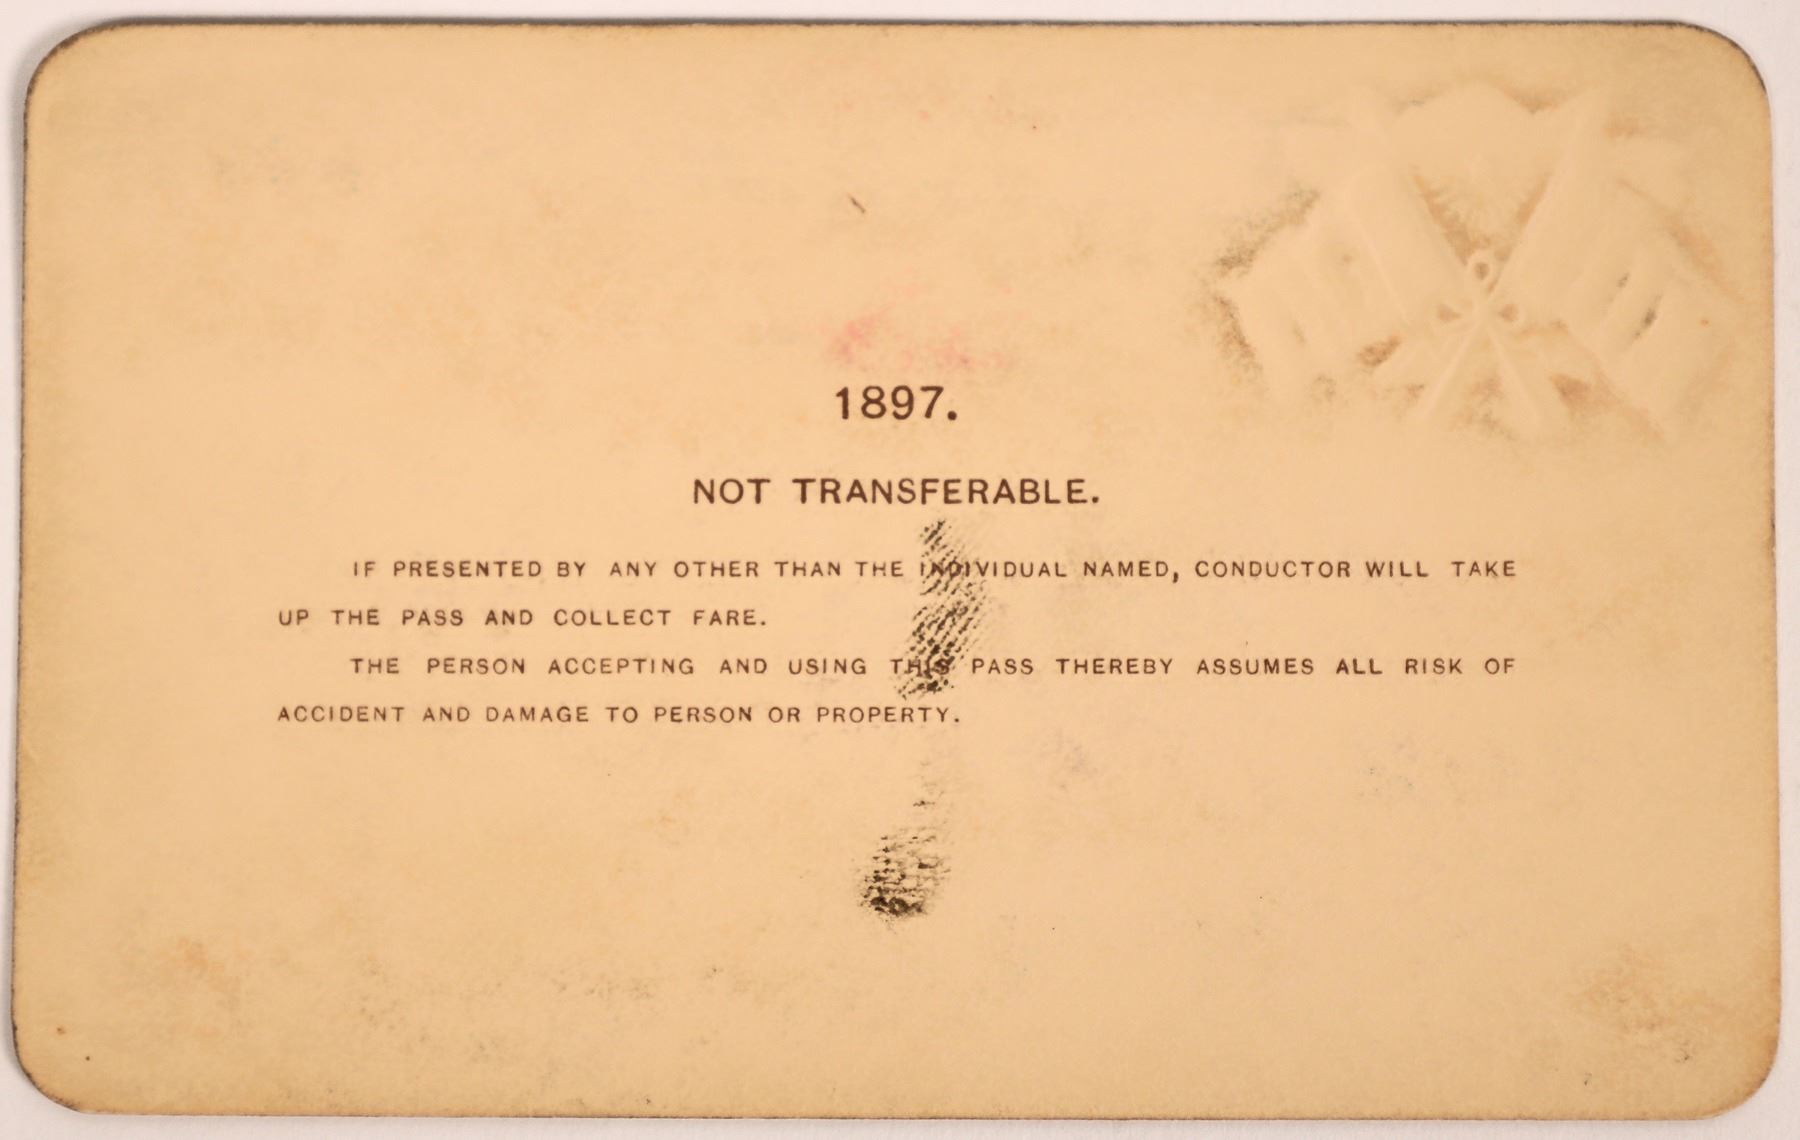 1897.
NOT TRANSFERABLE.
IF PRESENTED BY ANY OTHER THAN THE INDIVIDUAL NAMED, CONDUCTOR WILL TAKE
UP THE PASS AND COLLECT FARE.
THE PERSON ACCEPTING AND USING THIS PASS THEREBY ASSUMES ALL RISK OF
ACCIDENT AND DAMAGE TO PERSON OR PROPERTY.